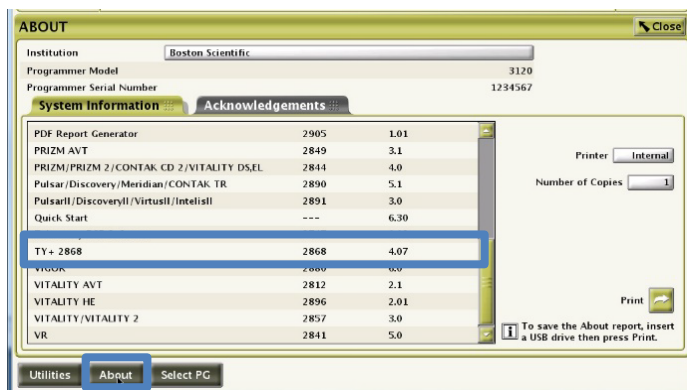 ABOUT
Close
Institution Boston Scientific
Programmer Model 3120
Programmer Serial Number 1234567
System Information Acknowledgements
PDF Report Generator 2905 1.01
PRIZM AVT 2849 3.1
PRIZM/PRIZM 2/CONTAK CD 2/VITALITY DS,EL 2844 4.0
Pulsar/Discovery/Meridian/CONTAK TR 2890 5.1
PulsarII/DiscoveryII/VirtusII/IntelisII 2891 3.0
Quick Start --- 6.30
TY+ 2868 2868 4.07
VIGOR 2880 6.0
VITALITY AVT 2812 2.1
VITALITY HE 2896 2.01
VITALITY/VITALITY 2 2857 3.0
VR 2841 5.0
Printer Internal
Number of Copies 1
Print
To save the About report, insert
a USB drive then press Print.
Utilities About Select PG